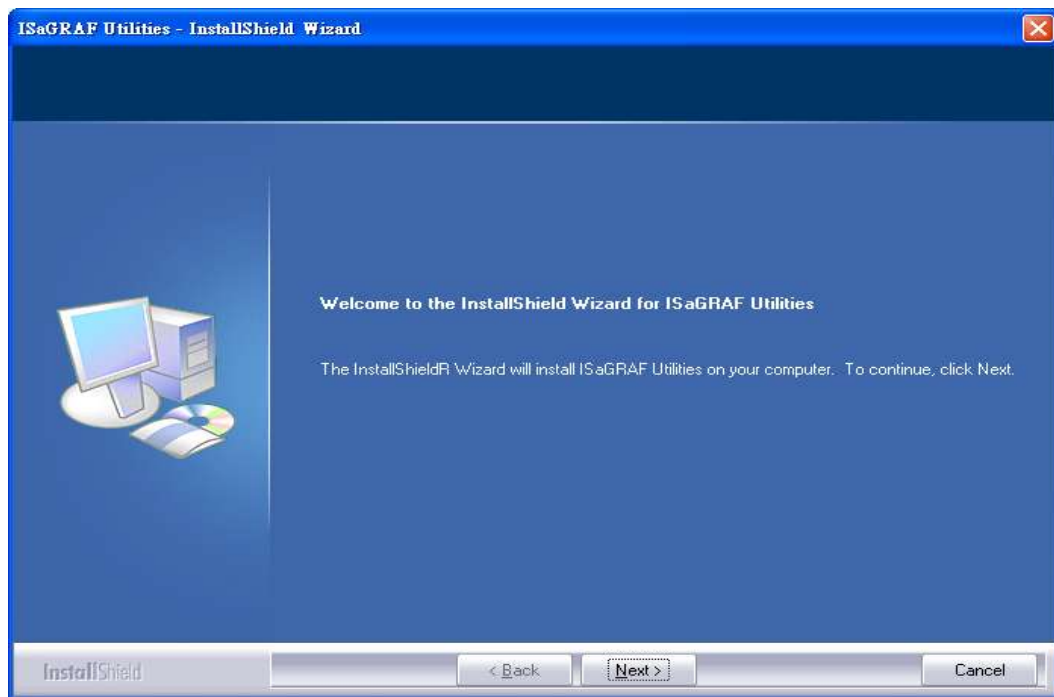 ISaGRAF Utilities - InstallShield Wizard
Welcome to the InstallShield Wizard for ISaGRAF Utilities
The InstallShieldR Wizard will install ISaGRAF Utilities on your computer. To continue, click Next.
InstallShield
< Back
Next >
Cancel